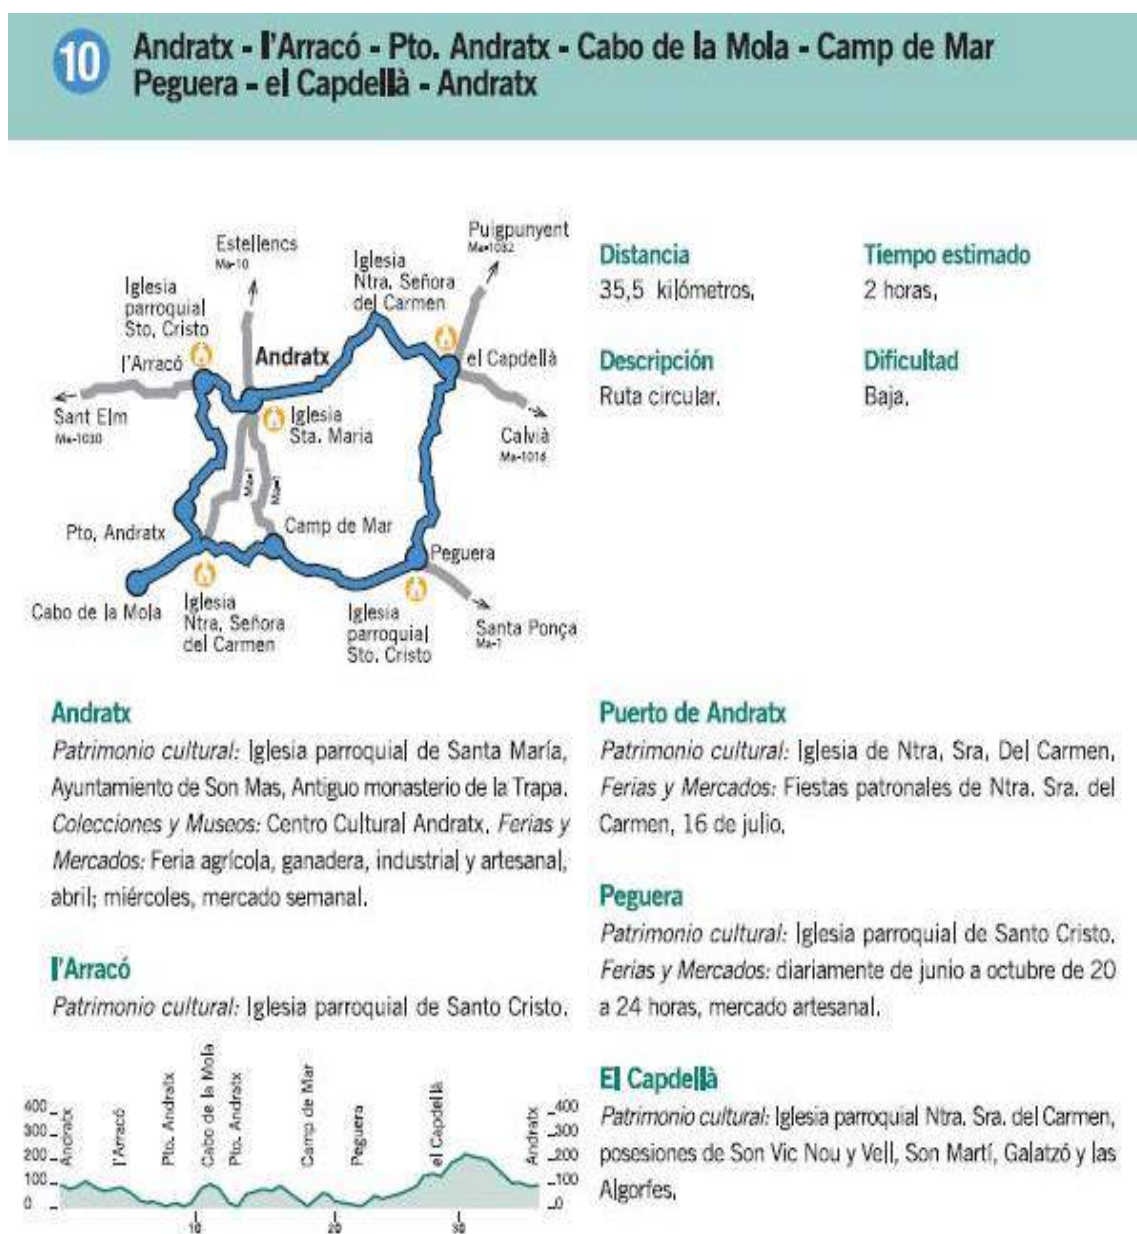 10
Andratx - l'Arracó - Pto. Andratx - Cabo de la Mola - Camp de Mar
Peguera - el Capdellà - Andratx
Puigpunyent
Ma-1032
Estellencs
Ma-10
Iglesia
Ntra. Señora
del Carmen
Iglesia
parroquial
Sto. Cristo
l'Arracó
Andratx
el Capdellà
Sant Elm
Ma-1030
Iglesia
Sta. Maria
Calvià
Ma-1016
Ma-1
Ma-1
Pto. Andratx
Camp de Mar
Peguera
Cabo de la Mola
Iglesia
Ntra. Señora
del Carmen
Iglesia
parroquial
Sto. Cristo
Santa Ponça
Ma-1
Distancia
35,5 kilómetros.
Tiempo estimado
2 horas.
Descripción
Ruta circular.
Dificultad
Baja.
Andratx
Patrimonio cultural: Iglesia parroquial de Santa María,
Ayuntamiento de Son Mas, Antiguo monasterio de la Trapa.
Colecciones y Museos: Centro Cultural Andratx. Ferias y
Mercados: Feria agrícola, ganadera, industrial y artesanal,
abril; miércoles, mercado semanal.
l'Arracó
Patrimonio cultural: Iglesia parroquial de Santo Cristo.
Puerto de Andratx
Patrimonio cultural: Iglesia de Ntra. Sra. Del Carmen.
Ferias y Mercados: Fiestas patronales de Ntra. Sra. del
Carmen, 16 de julio.
Peguera
Patrimonio cultural: Iglesia parroquial de Santo Cristo.
Ferias y Mercados: diariamente de junio a octubre de 20
a 24 horas, mercado artesanal.
El Capdellà
Patrimonio cultural: Iglesia parroquial Ntra. Sra. del Carmen,
posesiones de Son Vic Nou y Vell, Son Martí, Galatzó y las
Algorfes.
400
300
200
100
0
Andratx
l'Arracó
Pto. Andratx
Cabo de la Mola
Pto. Andratx
Camp de Mar
Peguera
el Capdellà
Andratx
400
300
200
100
0
10
20
30